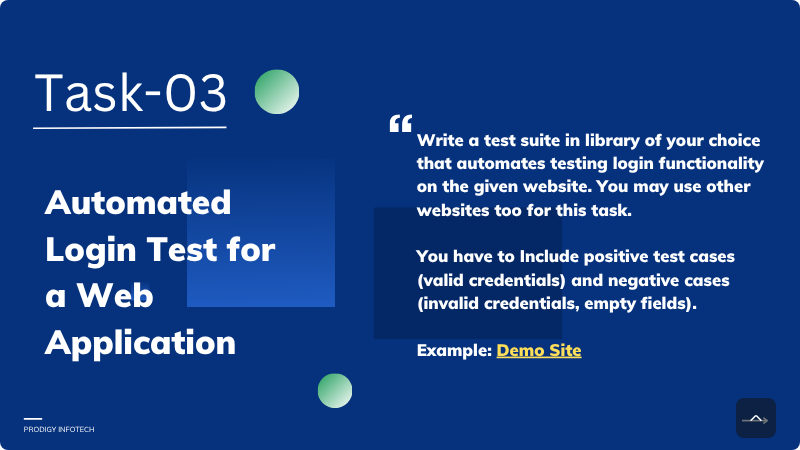 Task-03
Automated
Login Test for
a Web
Application
“
Write a test suite in library of your choice
that automates testing login functionality
on the given website. You may use other
websites too for this task.
You have to Include positive test cases
(valid credentials) and negative cases
(invalid credentials, empty fields).
Example: Demo Site
PRODIGY INFOTECH